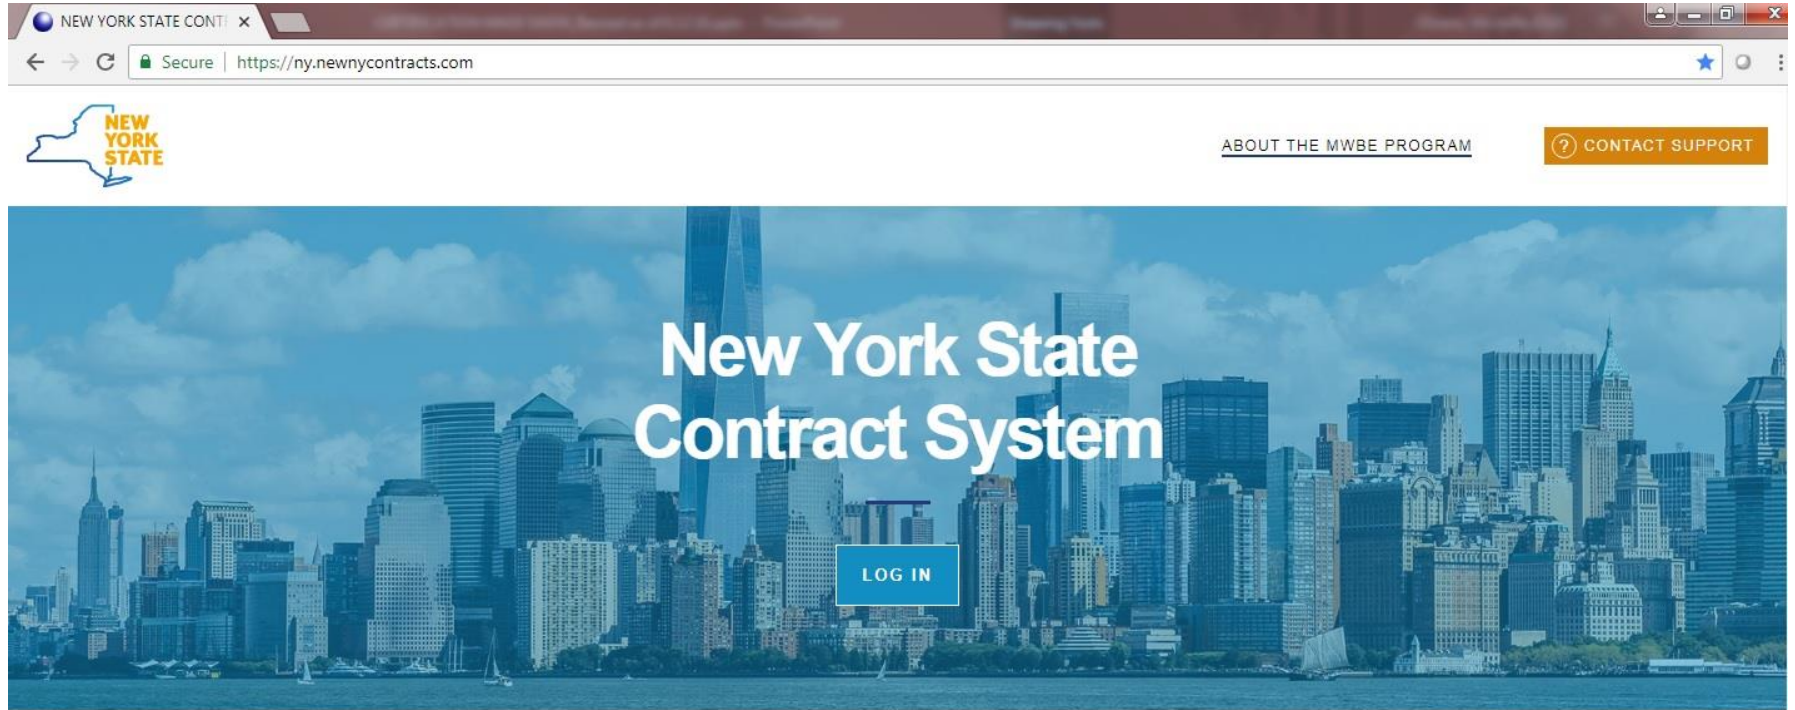 NEW YORK STATE CONT
Secure | https://ny.newnycontracts.com
NEW
YORK
STATE
ABOUT THE MWBE PROGRAM
? CONTACT SUPPORT
New York State
Contract System
LOG IN